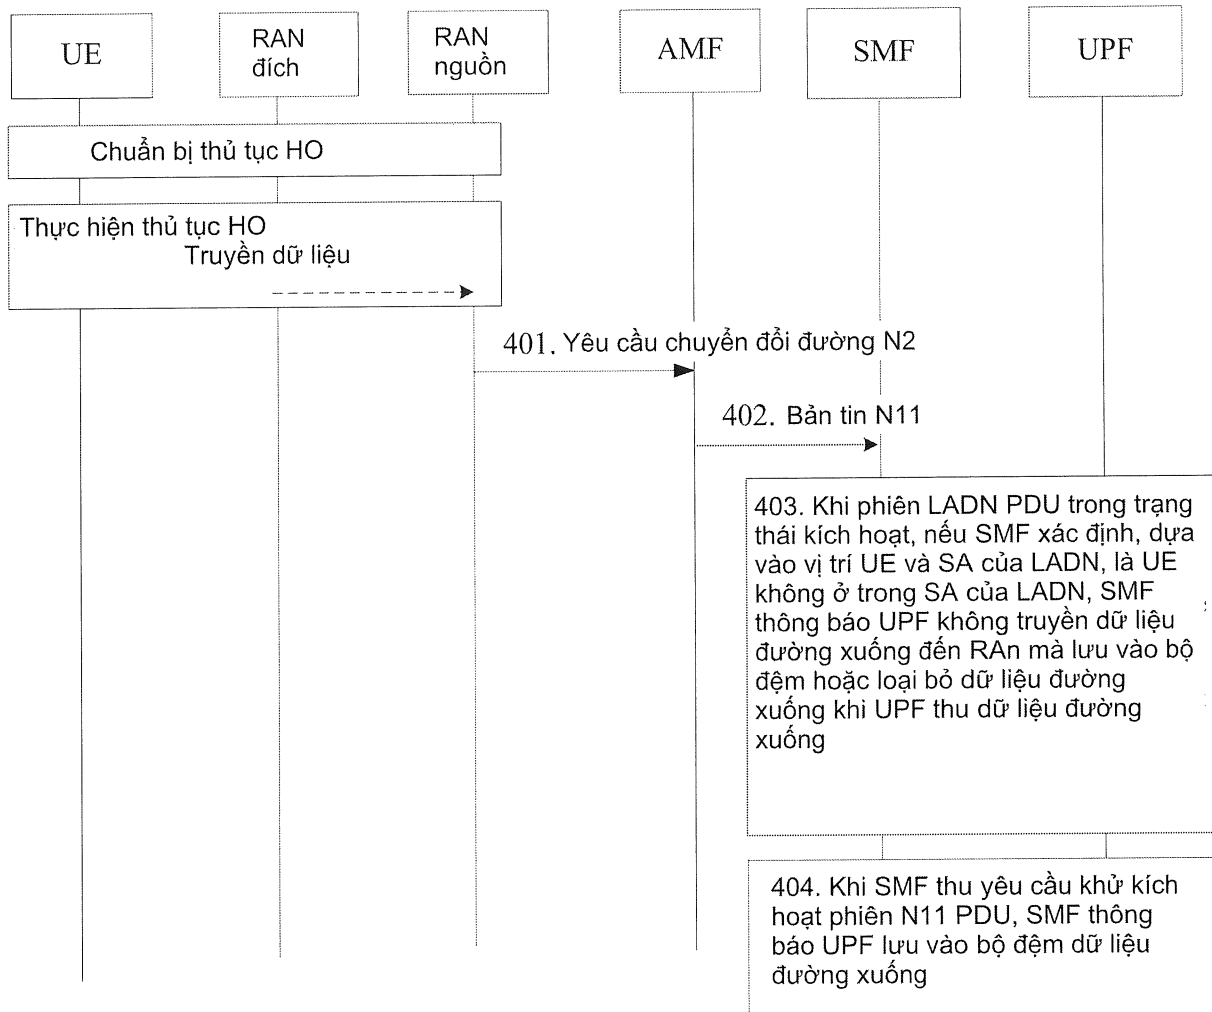 UE
RAN
đích
RAN
nguồn
AMF
SMF
UPF
Chuẩn bị thủ tục HO
Thực hiện thủ tục HO
Truyền dữ liệu
401. Yêu cầu chuyển đổi đường N2
402. Bản tin N11
403. Khi phiên LADN PDU trong trạng
thái kích hoạt, nếu SMF xác định, dựa
vào vị trí UE và SA của LADN, là UE
không ở trong SA của LADN, SMF
thông báo UPF không truyền dữ liệu
đường xuống đến RAn mà lưu vào bộ
đệm hoặc loại bỏ dữ liệu đường
xuống khi UPF thu dữ liệu đường
xuống
404. Khi SMF thu yêu cầu khử kích
hoạt phiên N11 PDU, SMF thông
báo UPF lưu vào bộ đệm dữ liệu
đường xuống